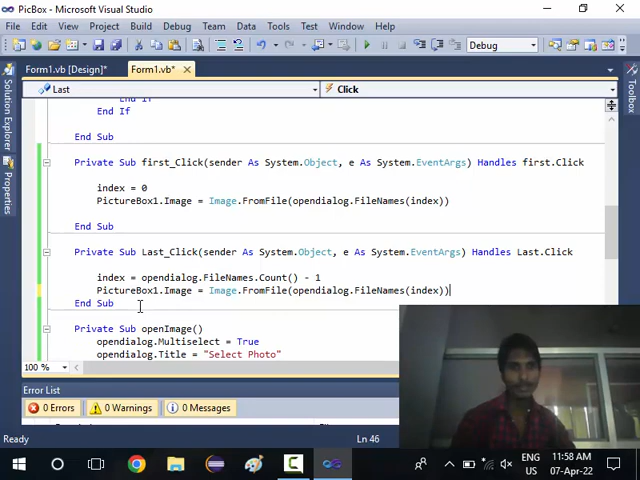 PicBox - Microsoft Visual Studio
File Edit View Project Build Debug Team Data Tools Test Window Help
Debug
Form1.vb [Design]* Form1.vb*
Last Click
End If
End If
End Sub
Private Sub first_Click(sender As System.Object, e As System.EventArgs) Handles first.Click
index = 0
PictureBox1.Image = Image.FromFile(opendialog.FileNames(index))
End Sub
Private Sub Last_Click(sender As System.Object, e As System.EventArgs) Handles Last.Click
index = opendialog.FileNames.Count() - 1
PictureBox1.Image = Image.FromFile(opendialog.FileNames(index))
End Sub
Private Sub openImage()
opendialog.Multiselect = True
opendialog.Title = "Select Photo"
Solution Explorer
Properties
Toolbox
100 %
Error List
0 Errors 0 Warnings 0 Messages
Ready Ln 46
ENG 11:58 AM
US 07-Apr-22